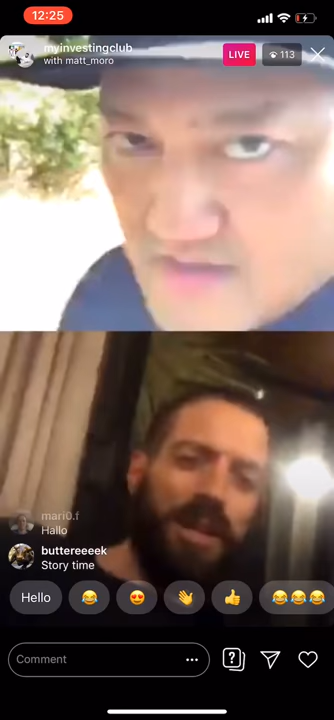 12:25
myinvestingclub
with matt_moro
LIVE
113
mari0.f
Hallo
buttereeeek
Story time
Hello
Comment